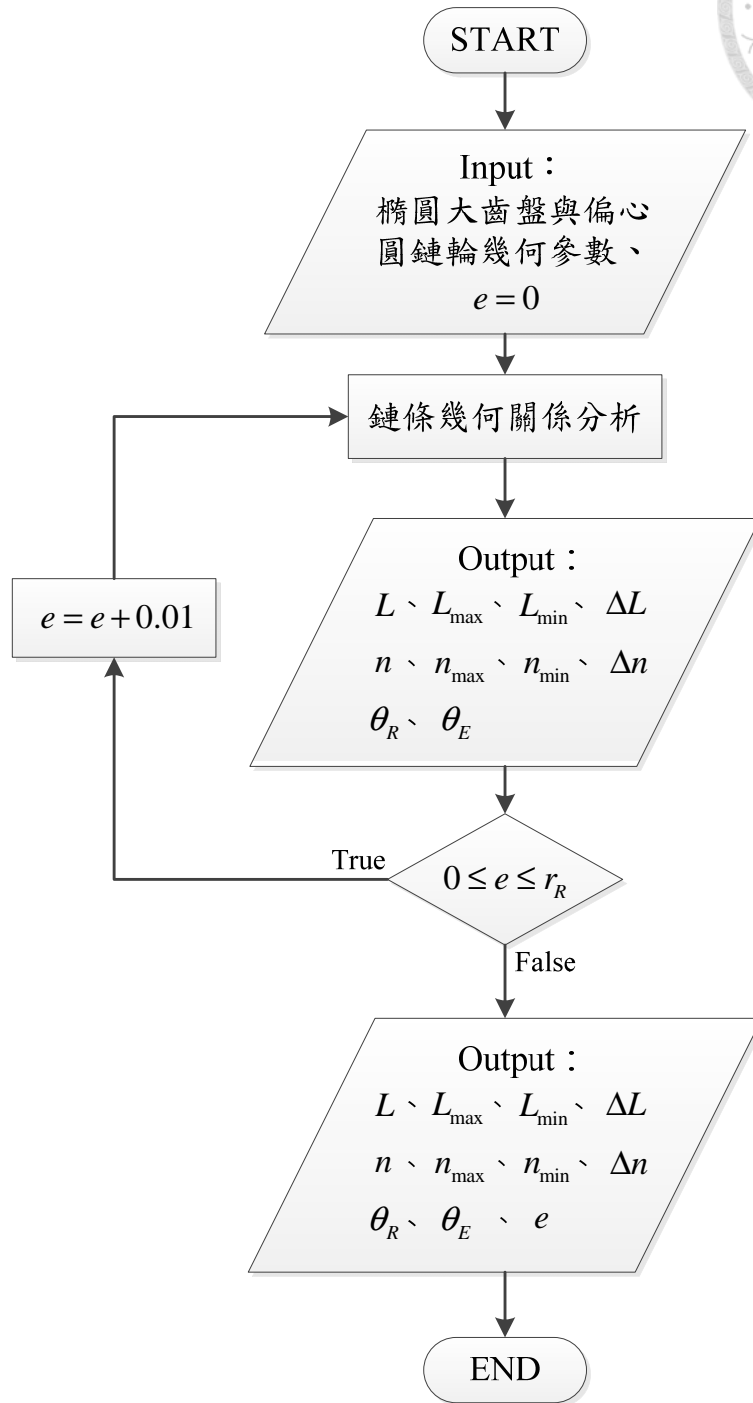 START
Input：
橢圓大齒盤與偏心
圓鏈輪幾何參數、
e = 0
鏈條幾何關係分析
Output：
L、L_max、L_min、ΔL
n、n_max、n_min、Δn
θ_R、θ_E
e = e + 0.01
True
0 ≤ e ≤ r_R
False
Output：
L、L_max、L_min、ΔL
n、n_max、n_min、Δn
θ_R、θ_E、e
END